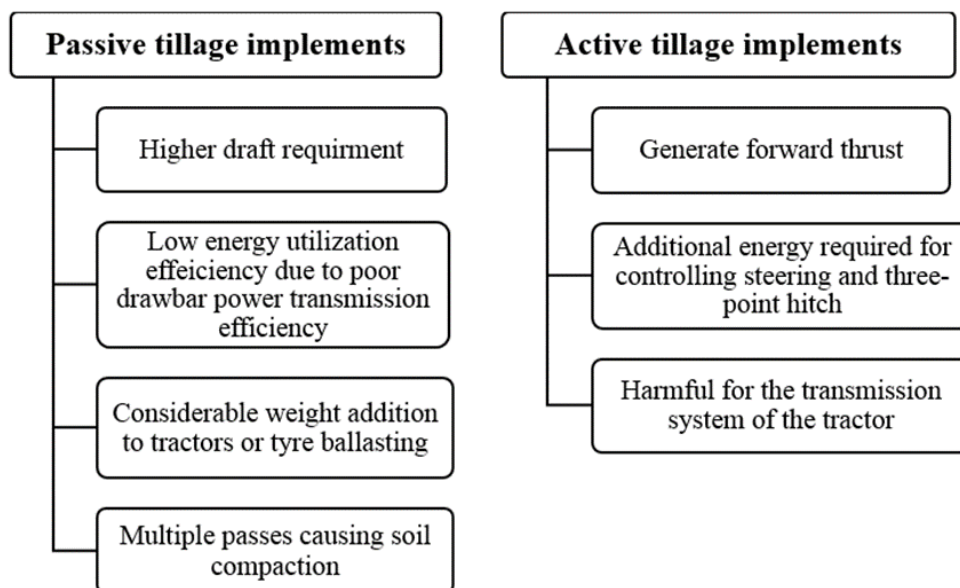 Passive tillage implements
Higher draft requirment
Low energy utilization
effeiciency due to poor
drawbar power transmission
efficiency
Considerable weight addition
to tractors or tyre ballasting
Multiple passes causing soil
compaction
Active tillage implements
Generate forward thrust
Additional energy required for
controlling steering and three-
point hitch
Harmful for the transmission
system of the tractor